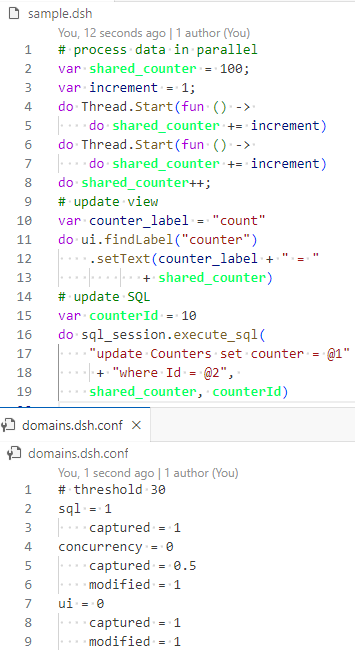 sample.dsh
You, 12 seconds ago | 1 author (You)
1 # process data in parallel
2 var shared_counter = 100;
3 var increment = 1;
4 do Thread.Start(fun () ->
5 do shared_counter += increment)
6 do Thread.Start(fun () ->
7 do shared_counter += increment)
8 do shared_counter++;
9 # update view
10 var counter_label = "count"
11 do ui.findLabel("counter")
12 .setText(counter_label + " = "
13 + shared_counter)
14 # update SQL
15 var counterId = 10
16 do sql_session.execute_sql(
17 "update Counters set counter = @1"
18 + "where Id = @2",
19 shared_counter, counterId)
domains.dsh.conf
domains.dsh.conf
You, 1 second ago | 1 author (You)
1 # threshold 30
2 sql = 1
3 captured = 1
4 concurrency = 0
5 captured = 0.5
6 modified = 1
7 ui = 0
8 captured = 1
9 modified = 1